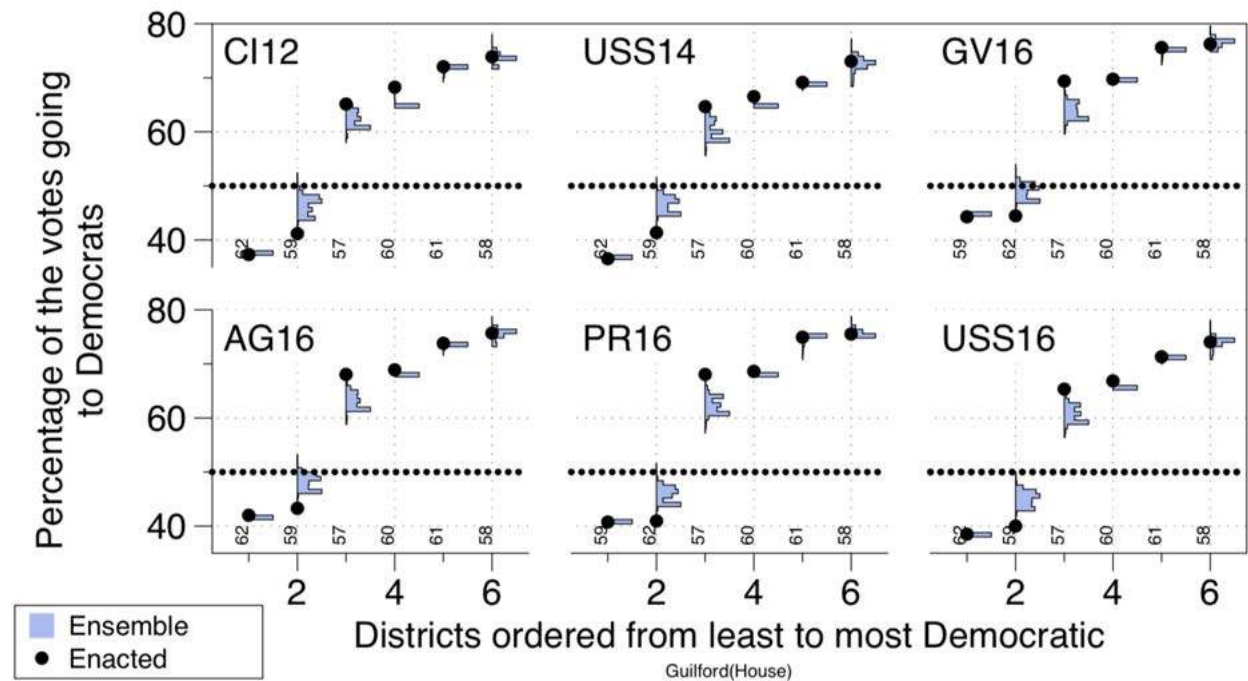 Percentage of the votes going
to Democrats
80
60
40
CI12
62 59 57 60 61 58
USS14
62 59 57 60 61 58
GV16
59 62 57 60 61 58
80
60
40
AG16
62 59 57 60 61 58
PR16
59 62 57 60 61 58
USS16
62 59 57 60 61 58
2 4 6
2 4 6
2 4 6
Ensemble
Enacted
Districts ordered from least to most Democratic
Guilford(House)